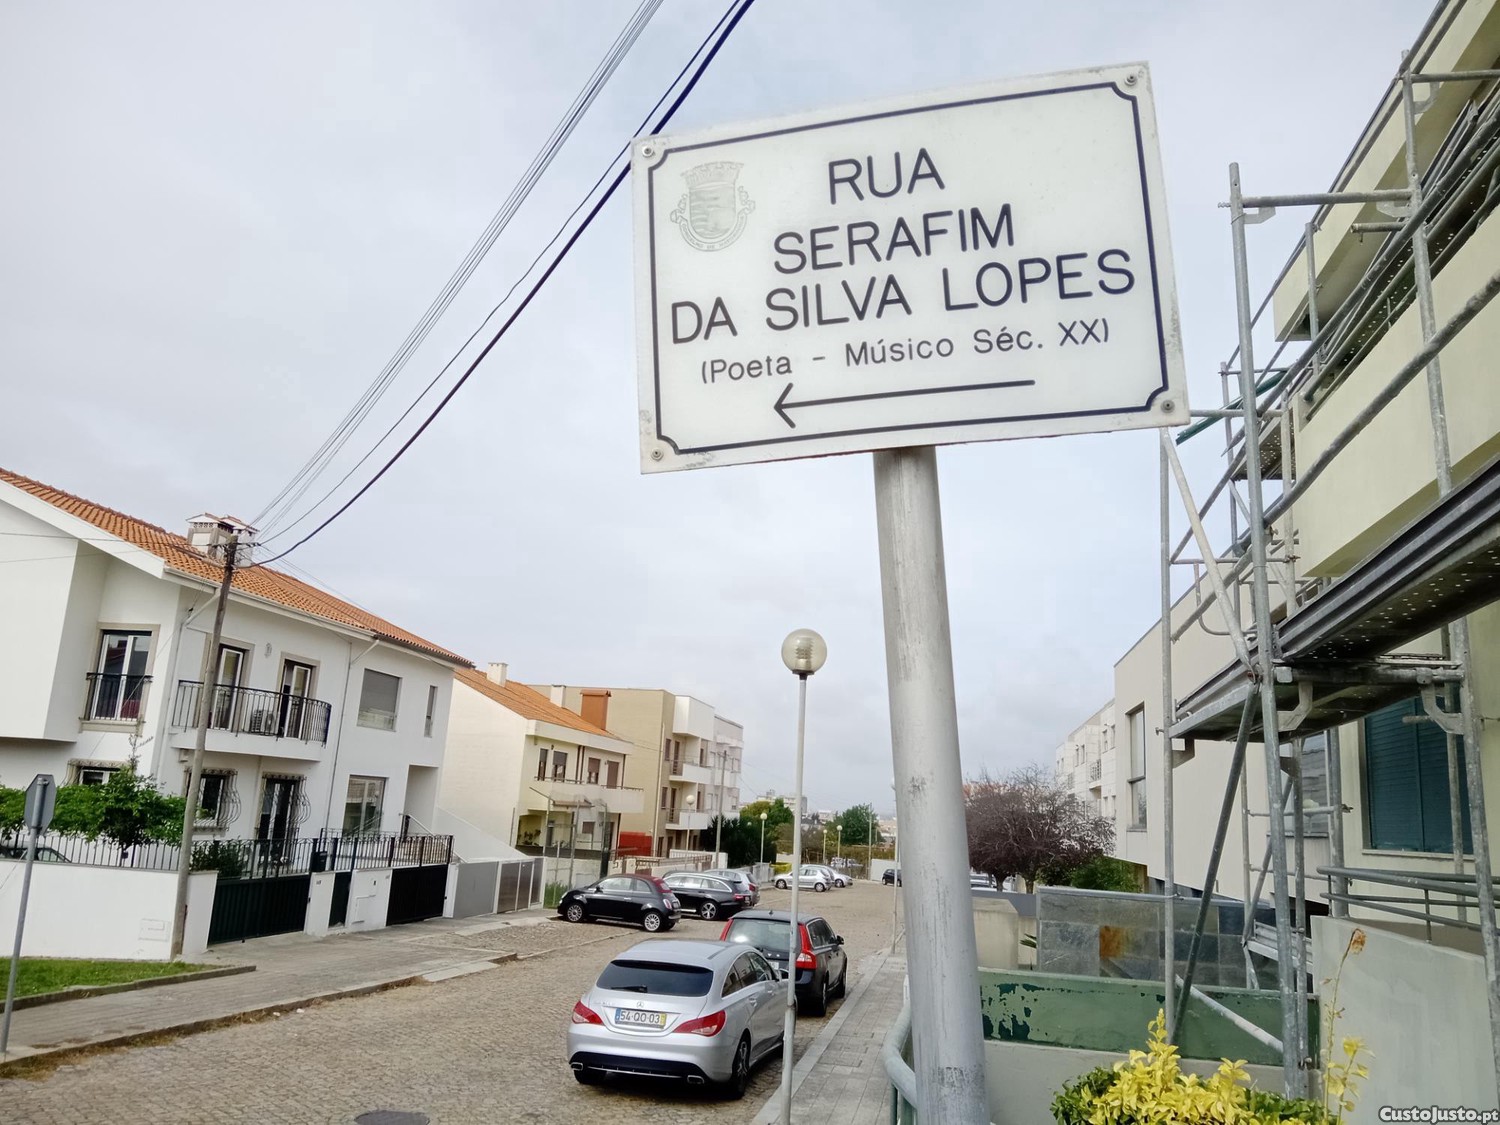 RUA
SERAFIM
DA SILVA LOPES
(Poeta - Músico Séc. XX)
54-QO-03
CustoJusto.pt